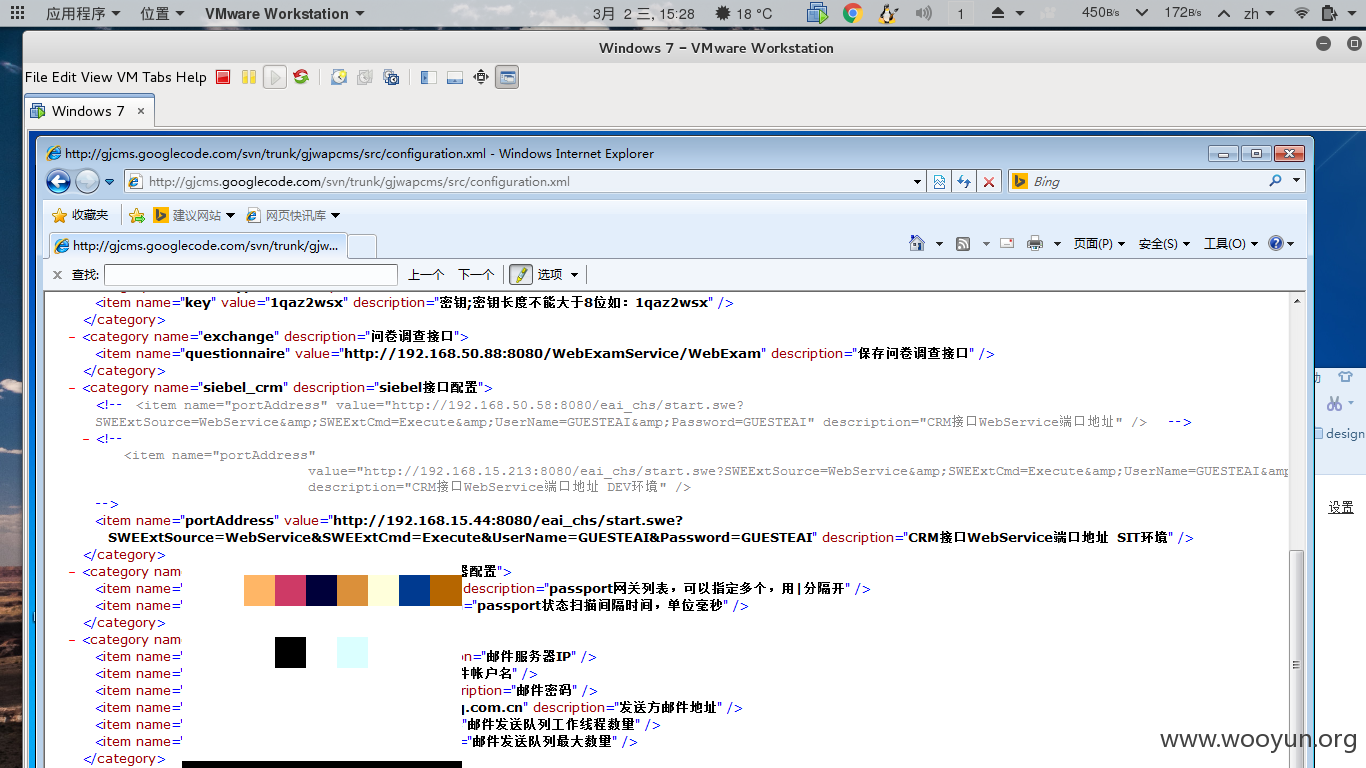 应用程序 位置 VMware Workstation 3月 2 三, 15:28 18 °C 1 450B/s 172B/s zh
Windows 7 – VMware Workstation
File Edit View VM Tabs Help
Windows 7 ×
http://gjcms.googlecode.com/svn/trunk/gjwapcms/src/configuration.xml - Windows Internet Explorer
http://gjcms.googlecode.com/svn/trunk/gjwapcms/src/configuration.xml Bing
收藏夹 建议网站 网页快讯库
http://gjcms.googlecode.com/svn/trunk/gjw... 页面(P) 安全(S) 工具(O)
x 查找: 上一个 下一个 选项
<item name="key" value="1qaz2wsx" description="密钥;密钥长度不能大于8位如：1qaz2wsx" />
</category>
- <category name="exchange" description="问卷调查接口">
<item name="questionnaire" value="http://192.168.50.88:8080/WebExamService/WebExam" description="保存问卷调查接口" />
</category>
- <category name="siebel_crm" description="siebel接口配置">
<!-- <item name="portAddress" value="http://192.168.50.58:8080/eai_chs/start.swe?
SWEExtSource=WebService&amp;SWEExtCmd=Execute&amp;UserName=GUESTEAI&amp;Password=GUESTEAI" description="CRM接口WebService端口地址" /> -->
- <!--
<item name="portAddress"
value="http://192.168.15.213:8080/eai_chs/start.swe?SWEExtSource=WebService&amp;SWEExtCmd=Execute&amp;UserName=GUESTEAI&amp
description="CRM接口WebService端口地址 DEV环境" />
-->
<item name="portAddress" value="http://192.168.15.44:8080/eai_chs/start.swe?
SWEExtSource=WebService&SWEExtCmd=Execute&UserName=GUESTEAI&Password=GUESTEAI" description="CRM接口WebService端口地址 SIT环境" />
</category>
- <category nam 器配置">
<item name=" description="passport网关列表，可以指定多个，用|分隔开" />
<item name=" ="passport状态扫描间隔时间，单位毫秒" />
</category>
- <category nam
<item name=" on="邮件服务器IP" />
<item name=" 件帐户名" />
<item name=" ription="邮件密码" />
<item name=" .com.cn" description="发送方邮件地址" />
<item name=" "邮件发送队列工作线程数量" />
<item name=" ="邮件发送队列最大数量" />
</category>
design
设置
www.wooyun.org